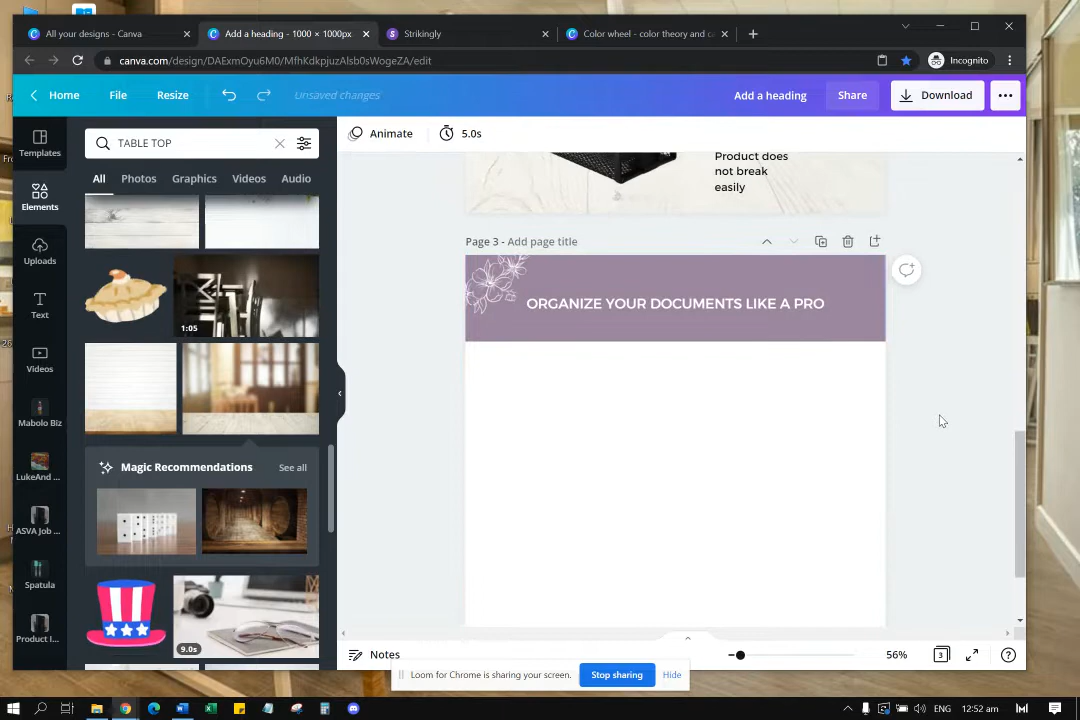 All your designs - Canva
Add a heading - 1000 × 1000px
Strikingly
Color wheel - color theory and ca
canva.com/design/DAExmOyu6M0/MfhKdkpjuzAlsb0sWogeZA/edit
Incognito
Home
File
Resize
Unsaved changes
Add a heading
Share
Download
Templates
Elements
Uploads
Text
Videos
Mabolo Biz
LukeAnd ...
ASVA Job ...
Spatula
Product I...
TABLE TOP
All
Photos
Graphics
Videos
Audio
1:05
Magic Recommendations
See all
9.0s
Animate
5.0s
Product does
not break
easily
Page 3 - Add page title
ORGANIZE YOUR DOCUMENTS LIKE A PRO
Notes
56%
3
Loom for Chrome is sharing your screen.
Stop sharing
Hide
ENG
12:52 am